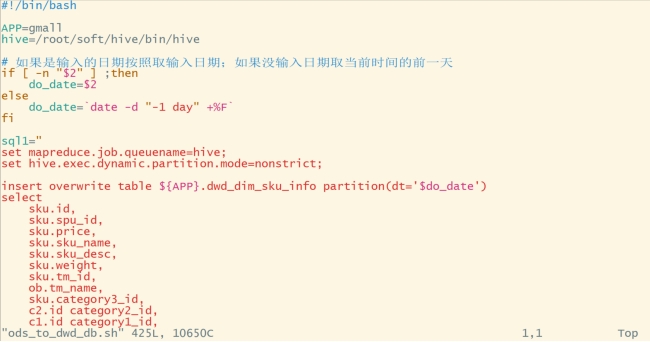 #!/bin/bash
APP=gmall
hive=/root/soft/hive/bin/hive
# 如果是输入的日期按照取输入日期；如果没输入日期取当前时间的前一天
if [ -n "$2" ] ;then
    do_date=$2
else
    do_date=`date -d "-1 day" +%F`
fi
sql1="
set mapreduce.job.queuename=hive;
set hive.exec.dynamic.partition.mode=nonstrict;
insert overwrite table ${APP}.dwd_dim_sku_info partition(dt='$do_date')
select
    sku.id,
    sku.spu_id,
    sku.price,
    sku.sku_name,
    sku.sku_desc,
    sku.weight,
    sku.tm_id,
    ob.tm_name,
    sku.category3_id,
    c2.id category2_id,
    c1.id category1_id,
"ods_to_dwd_db.sh" 425L, 10650C 1,1 Top